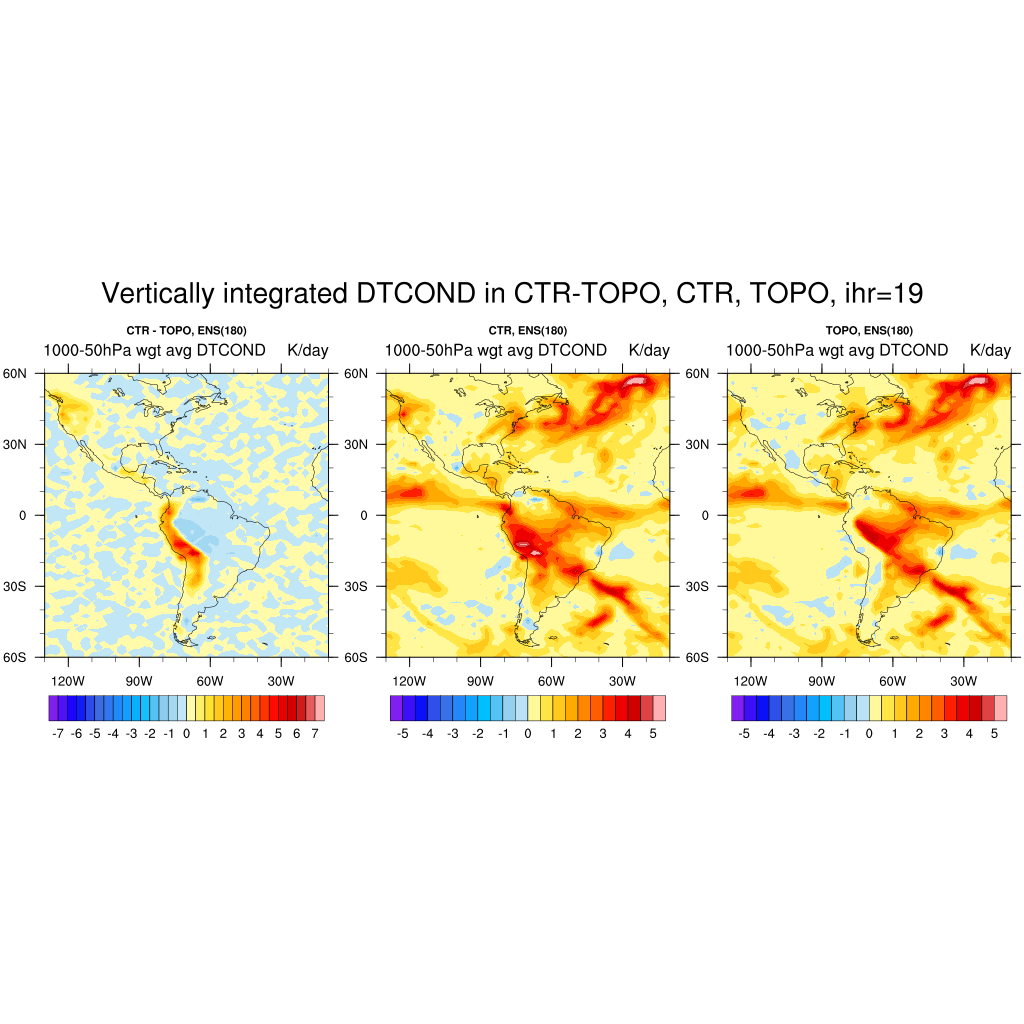 Vertically integrated DTCOND in CTR-TOPO, CTR, TOPO, ihr=19
CTR - TOPO, ENS(180)
1000-50hPa wgt avg DTCOND K/day
60N
30N
0
30S
60S
120W 90W 60W 30W
-7 -6 -5 -4 -3 -2 -1 0 1 2 3 4 5 6 7
CTR, ENS(180)
1000-50hPa wgt avg DTCOND K/day
60N
30N
0
30S
60S
120W 90W 60W 30W
-5 -4 -3 -2 -1 0 1 2 3 4 5
TOPO, ENS(180)
1000-50hPa wgt avg DTCOND K/day
60N
30N
0
30S
60S
120W 90W 60W 30W
-5 -4 -3 -2 -1 0 1 2 3 4 5